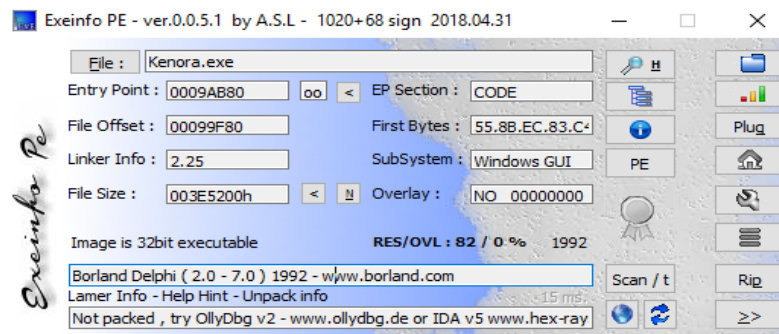 Exeinfo PE - ver.0.0.5.1 by A.S.L - 1020+68 sign 2018.04.31
File : Kenora.exe H
Entry Point : 0009AB80 oo < EP Section : CODE
File Offset : 00099F80 First Bytes : 55.8B.EC.83.C4 Plug
Linker Info : 2.25 SubSystem : Windows GUI PE
File Size : 003E5200h < N Overlay : NO 00000000
Image is 32bit executable RES/OVL : 82 / 0 % 1992
Borland Delphi ( 2.0 - 7.0 ) 1992 - www.borland.com Scan / t Rip
Lamer Info - Help Hint - Unpack info 15 ms.
Not packed , try OllyDbg v2 - www.ollydbg.de or IDA v5 www.hex-ray >>
Exeinfo Pe